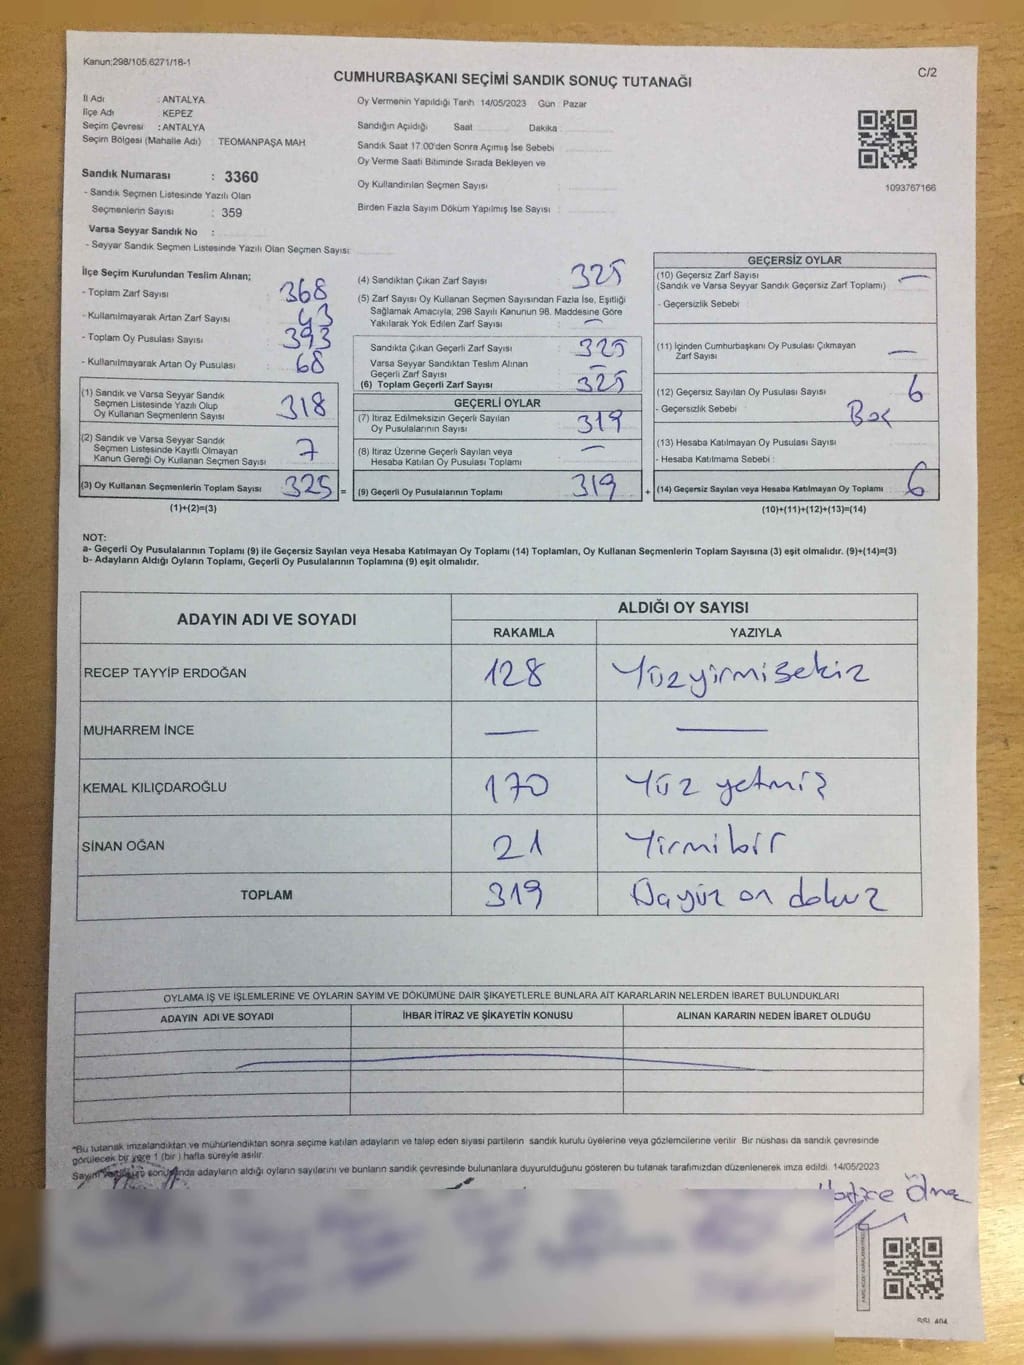 Kanun:298/105,6271/18-1
C/2
CUMHURBAŞKANI SEÇİMİ SANDIK SONUÇ TUTANAĞI
İl Adı : ANTALYA
İlçe Adı : KEPEZ
Seçim Çevresi : ANTALYA
Seçim Bölgesi (Mahalle Adı) : TEOMANPAŞA MAH
Sandık Numarası : 3360
- Sandık Seçmen Listesinde Yazılı Olan
Seçmenlerin Sayısı : 359
Varsa Seyyar Sandık No :
- Seyyar Sandık Seçmen Listesinde Yazılı Olan Seçmen Sayısı:
Oy Vermenin Yapıldığı Tarih 14/05/2023 Gün : Pazar
Sandığın Açıldığı Saat Dakika
Sandık Saat 17.00'den Sonra Açımış İse Sebebi
Oy Verme Saati Bitiminde Sırada Bekleyen ve
Oy Kullandırılan Seçmen Sayısı
Birden Fazla Sayım Döküm Yapılmış İse Sayısı :
1093767166
İlçe Seçim Kurulundan Teslim Alınan;
- Toplam Zarf Sayısı : 368
- Kullanılmayarak Artan Zarf Sayısı : 43
- Toplam Oy Pusulası Sayısı : 393
- Kullanılmayarak Artan Oy Pusulası : 68
(1) Sandık ve Varsa Seyyar Sandık
Seçmen Listesinde Yazılı Olup
Oy Kullanan Seçmenlerin Sayısı : 318
(2) Sandık ve Varsa Seyyar Sandık
Seçmen Listesinde Kayıtlı Olmayan
Kanun Gereği Oy Kullanan Seçmen Sayısı : 7
(3) Oy Kullanan Seçmenlerin Toplam Sayısı : 325 =
(1)+(2)=(3)
(4) Sandıktan Çıkan Zarf Sayısı 325
(5) Zarf Sayısı Oy Kullanan Seçmen Sayısından Fazla İse, Eşitliği
Sağlamak Amacıyla, 298 Sayılı Kanunun 98. Maddesine Göre
Yakılarak Yok Edilen Zarf Sayısı : —
Sandıkta Çıkan Geçerli Zarf Sayısı : 325
Varsa Seyyar Sandıktan Teslim Alınan
Geçerli Zarf Sayısı : —
(6) Toplam Geçerli Zarf Sayısı : 325
GEÇERLİ OYLAR
(7) İtiraz Edilmeksizin Geçerli Sayılan
Oy Pusulalarının Sayısı : 319
(8) İtiraz Üzerine Geçerli Sayılan veya
Hesaba Katılan Oy Pusulası Toplamı : —
(9) Geçerli Oy Pusulalarının Toplamı : 319 +
GEÇERSİZ OYLAR
(10) Geçersiz Zarf Sayısı —
(Sandık ve Varsa Seyyar Sandık Geçersiz Zarf Toplamı)
- Geçersizlik Sebebi :
(11) İçinden Cumhurbaşkanı Oy Pusulası Çıkmayan
Zarf Sayısı —
(12) Geçersiz Sayılan Oy Pusulası Sayısı : 6
- Geçersizlik Sebebi
(13) Hesaba Katılmayan Oy Pusulası Sayısı :
- Hesaba Katılmama Sebebi :
(14) Geçersiz Sayılan veya Hesaba Katılmayan Oy Toplamı : 6
(10)+(11)+(12)+(13)=(14)
NOT:
a- Geçerli Oy Pusulalarının Toplamı (9) ile Geçersiz Sayılan veya Hesaba Katılmayan Oy Toplamı (14) Toplamları, Oy Kullanan Seçmenlerin Toplam Sayısına (3) eşit olmalıdır. (9)+(14)=(3)
b- Adayların Aldığı Oyların Toplamı, Geçerli Oy Pusulalarının Toplamına (9) eşit olmalıdır.
ADAYIN ADI VE SOYADI ALDIĞI OY SAYISI
RAKAMLA YAZIYLA
RECEP TAYYİP ERDOĞAN 128 Yüzyirmisekiz
MUHARREM İNCE — —
KEMAL KILIÇDAROĞLU 170 Yüz yetmiş
SİNAN OĞAN 21 Yirmibir
TOPLAM 319 Üçyüz on dokuz
OYLAMA İŞ VE İŞLEMLERİNE VE OYLARIN SAYIM VE DÖKÜMÜNE DAİR ŞİKAYETLERLE BUNLARA AİT KARARLARIN NELERDEN İBARET BULUNDUKLARI
ADAYIN ADI VE SOYADI İHBAR İTİRAZ VE ŞİKAYETİN KONUSU ALINAN KARARIN NEDEN İBARET OLDUĞU
"Bu tutanak imzalandıktan ve mühürlendikten sonra seçime katılan adayların ve talep eden siyasi partilerin sandık kurulu üyelerine veya gözlemcilerine verilir. Bir nüshası da sandık çevresinde
görülecek bir yere 1 (bir) hafta süreyle asılır.
Sayım sonunda adayların aldığı oyların sayılarını ve bunların sandık çevresinde bulunanlara duyurulduğunu gösteren bu tutanak tarafımızdan düzenlenerek imza edildi. 14/05/2023